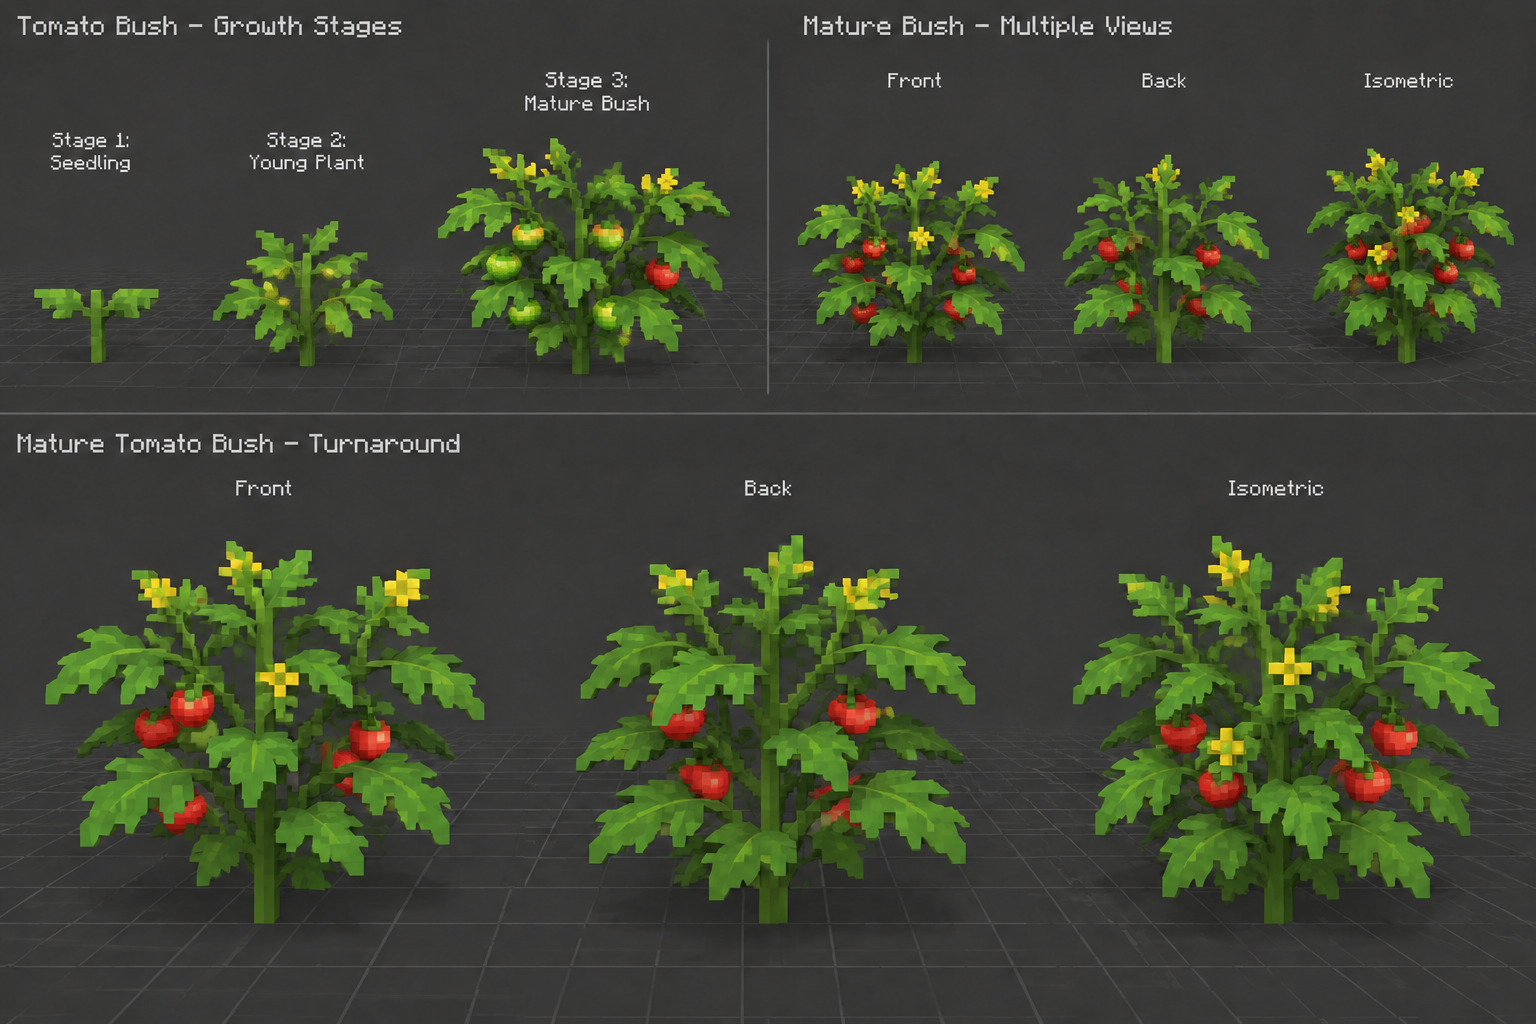 Tomato Bush – Growth Stages
Stage 1:
Seedling
Stage 2:
Young Plant
Stage 3:
Mature Bush
Mature Bush – Multiple Views
Front
Back
Isometric
Mature Tomato Bush – Turnaround
Front
Back
Isometric